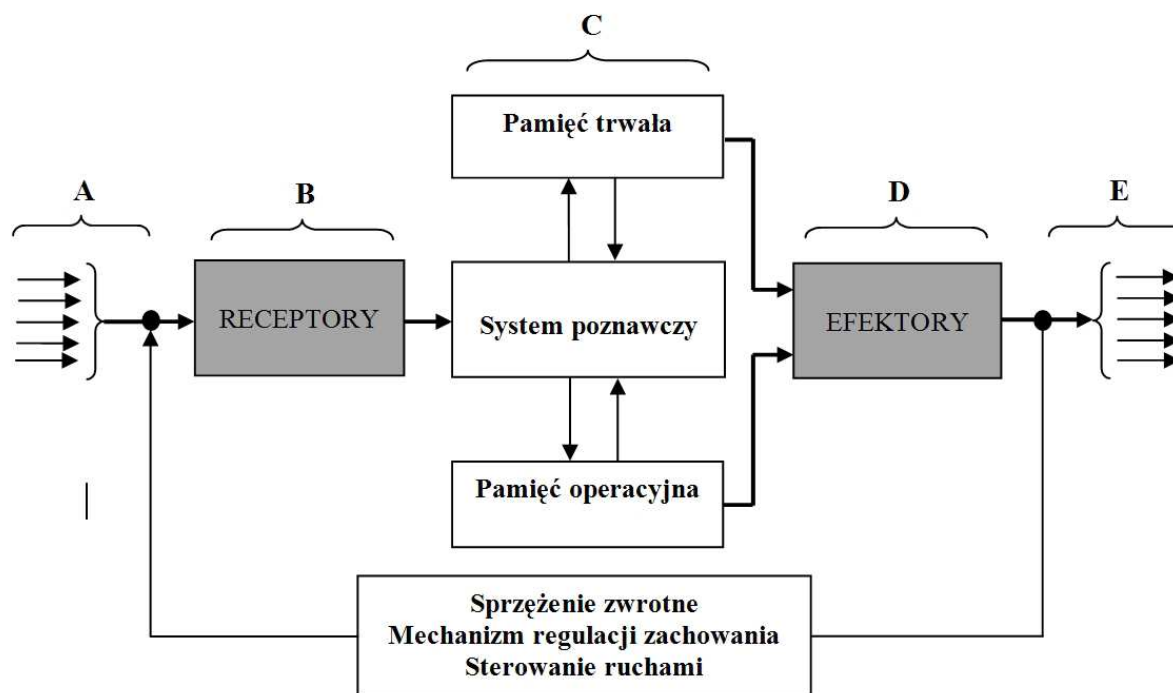 C
Pamięć trwała
A
B
D
E
RECEPTORY
System poznawczy
EFEKTORY
Pamięć operacyjna
Sprzężenie zwrotne
Mechanizm regulacji zachowania
Sterowanie ruchami